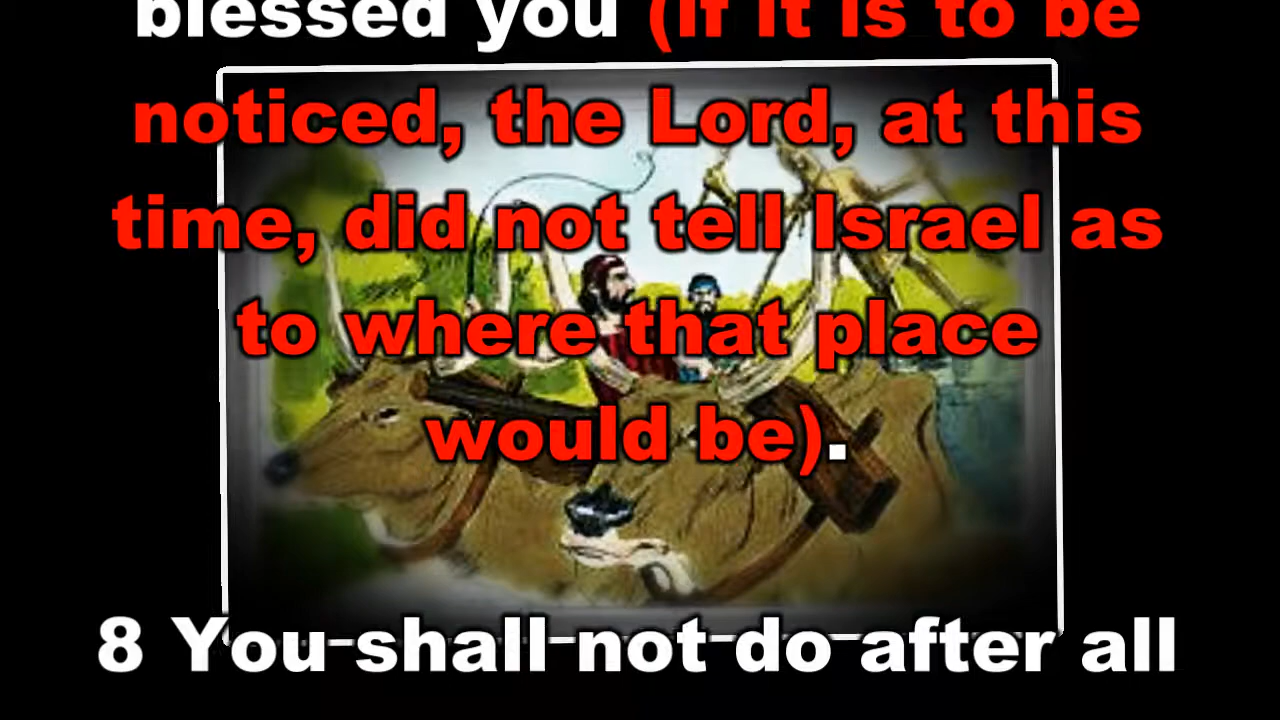 blessed you (if it is to be
noticed, the Lord, at this
time, did not tell Israel as
to where that place
would be).
8 You shall not do after all